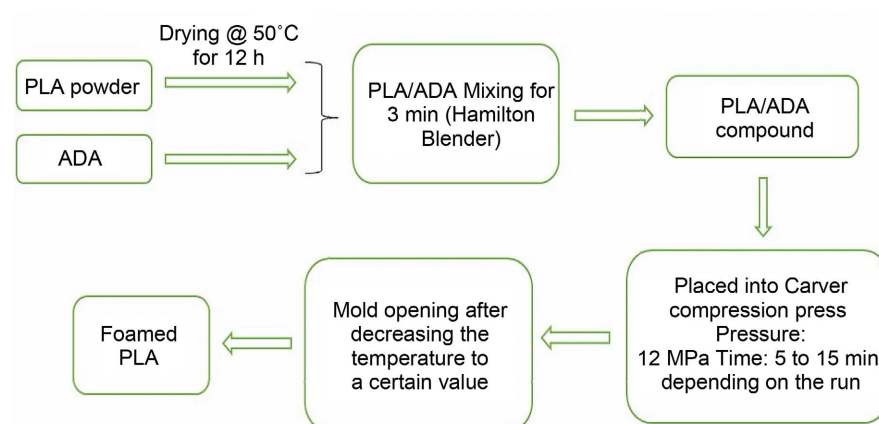 Drying @ 50˚C
for 12 h
PLA powder
ADA
PLA/ADA Mixing for
3 min (Hamilton
Blender)
PLA/ADA
compound
Placed into Carver
compression press
Pressure:
12 MPa Time: 5 to 15 min
depending on the run
Mold opening after
decreasing the
temperature to
a certain value
Foamed
PLA